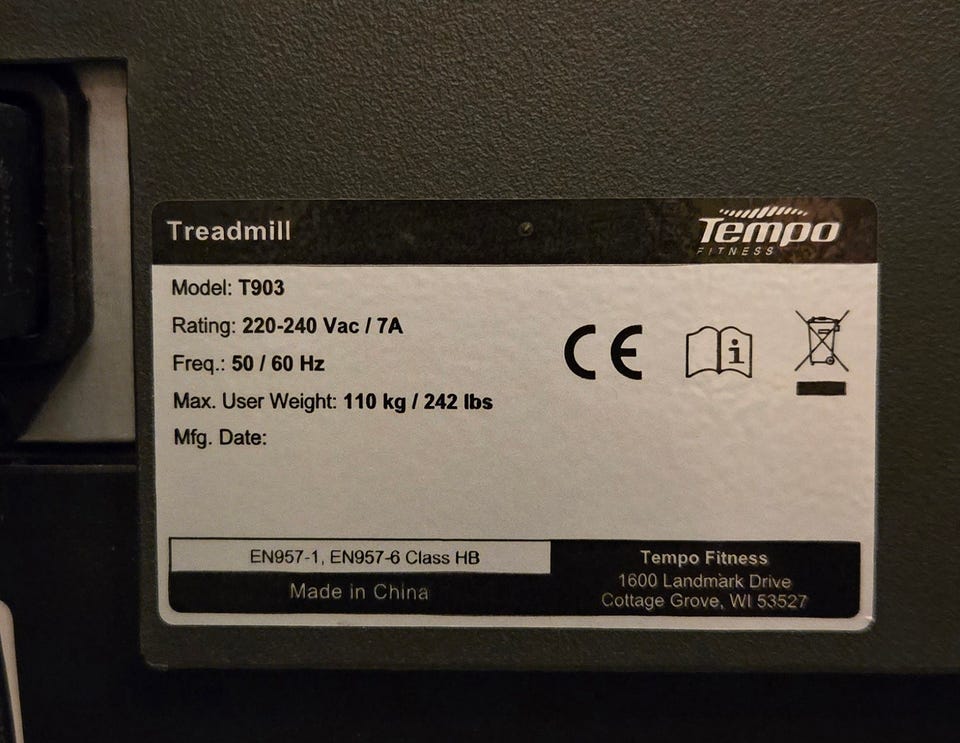 Treadmill
Tempo
FITNESS
Model: T903
Rating: 220-240 Vac / 7A
Freq.: 50 / 60 Hz
Max. User Weight: 110 kg / 242 lbs
Mfg. Date:
CE
i
EN957-1, EN957-6 Class HB
Made in China
Tempo Fitness
1600 Landmark Drive
Cottage Grove, WI 53527